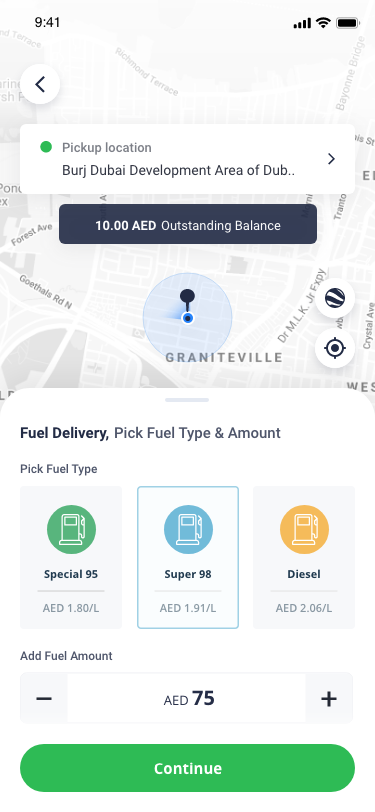 9:41
Richmond Terrace
Bayonne Bridge
Pickup location
Burj Dubai Development Area of Dub..
10.00 AED Outstanding Balance
Forest Ave
Goethals Rd N
Dr M.L.K. Jr Fxpy
Crystal Ave
GRANITEVILLE
WES
Fuel Delivery, Pick Fuel Type & Amount
Pick Fuel Type
Special 95
Super 98
Diesel
AED 1.80/L
AED 1.91/L
AED 2.06/L
Add Fuel Amount
− AED 75 +
Continue